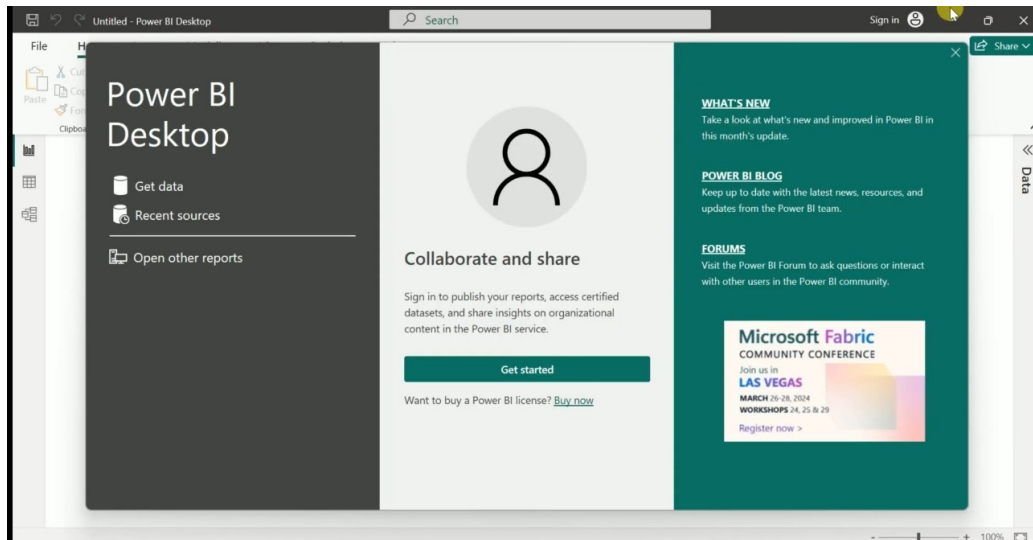 Untitled - Power BI Desktop
Search
Sign in
File
Share
Paste
Clipboa
Power BI
Desktop
Get data
Recent sources
Open other reports
Collaborate and share
Sign in to publish your reports, access certified
datasets, and share insights on organizational
content in the Power BI service.
Get started
Want to buy a Power BI license? Buy now
WHAT'S NEW
Take a look at what's new and improved in Power BI in
this month's update.
POWER BI BLOG
Keep up to date with the latest news, resources, and
updates from the Power BI team.
FORUMS
Visit the Power BI Forum to ask questions or interact
with other users in the Power BI community.
Microsoft Fabric
COMMUNITY CONFERENCE
Join us in
LAS VEGAS
MARCH 26-28, 2024
WORKSHOPS 24, 25 & 29
Register now >
Data
100%